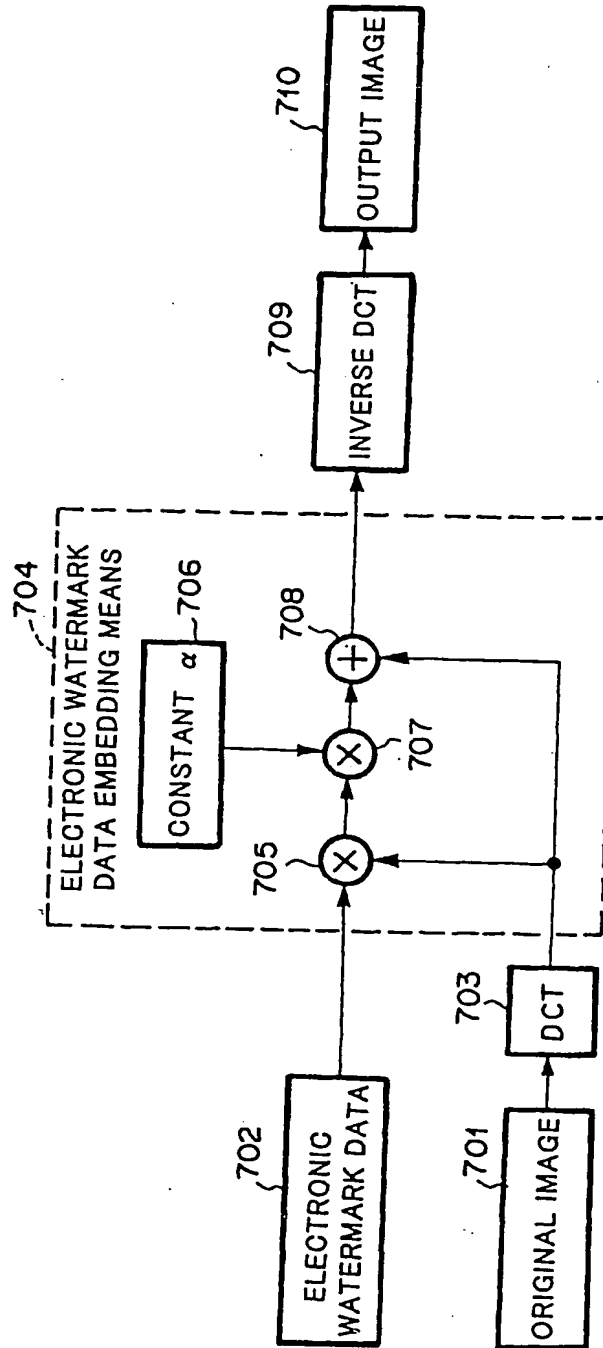 704
ELECTRONIC WATERMARK
DATA EMBEDDING MEANS
706
CONSTANT α
702
ELECTRONIC
WATERMARK DATA
705
×
707
×
708
+
709
INVERSE DCT
710
OUTPUT IMAGE
701
ORIGINAL IMAGE
703
DCT